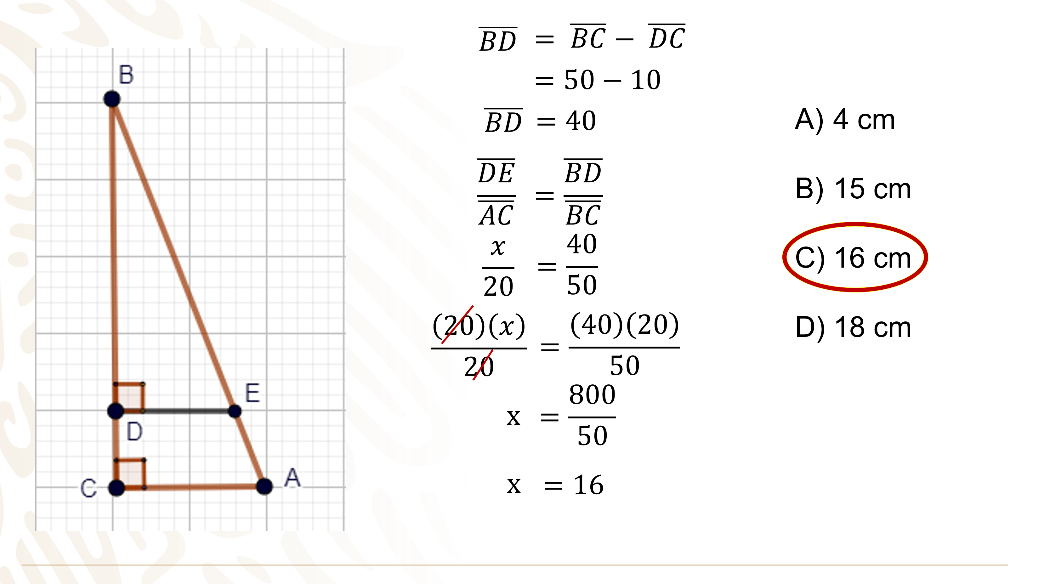 B
D
E
C
A
BD = BC − DC
= 50 − 10
BD = 40
DE/AC = BD/BC
x/20 = 40/50
(20)(x)/20 = (40)(20)/50
x = 800/50
x = 16
A) 4 cm
B) 15 cm
C) 16 cm
D) 18 cm